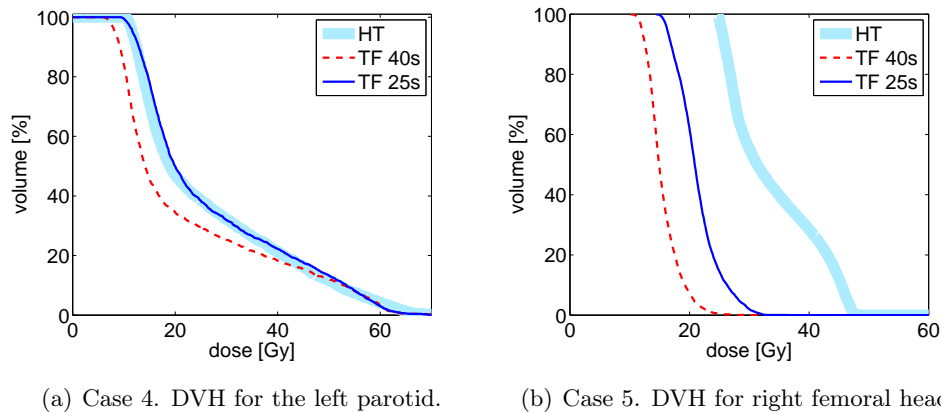 100
80
60
40
20
0
volume [%]
0 20 40 60
dose [Gy]
HT
TF 40s
TF 25s
(a) Case 4. DVH for the left parotid.
100
80
60
40
20
0
volume [%]
0 20 40 60
dose [Gy]
HT
TF 40s
TF 25s
(b) Case 5. DVH for right femoral head